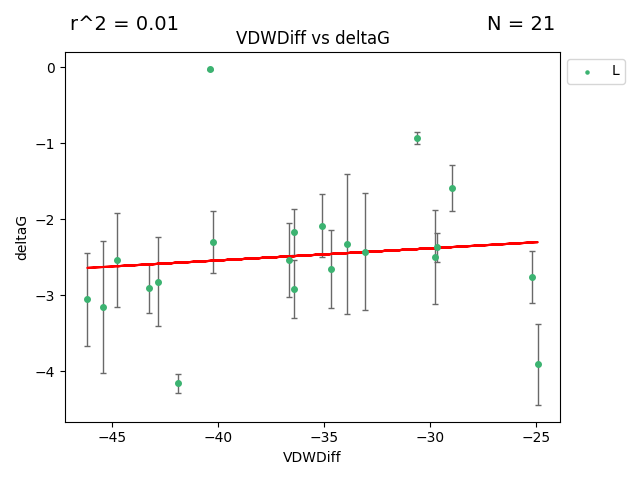 r^2 = 0.01
N = 21
VDWDiff vs deltaG
L
0
−1
−2
−3
−4
deltaG
−45
−40
−35
−30
−25
VDWDiff